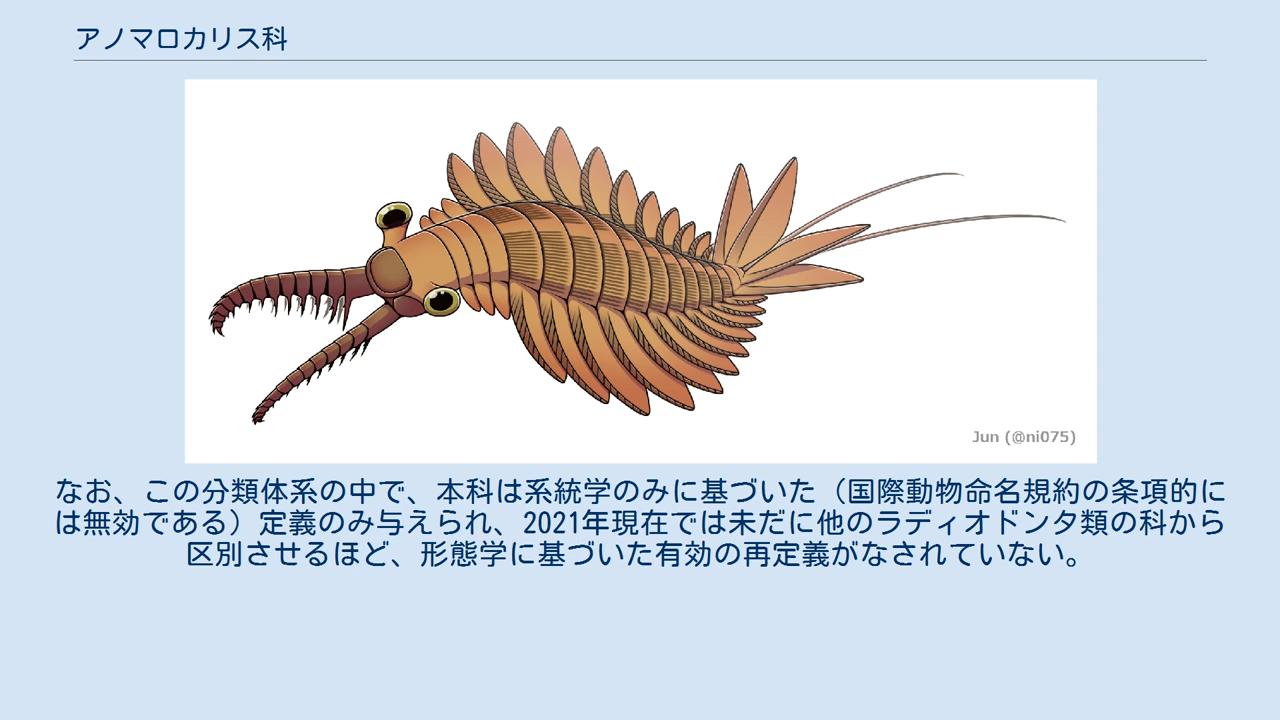 アノマロカリス科
Jun (@ni075)
なお、この分類体系の中で、本科は系統学のみに基づいた（国際動物命名規約の条項的に
は無効である）定義のみ与えられ、2021年現在では未だに他のラディオドンタ類の科から
区別させるほど、形態学に基づいた有効の再定義がなされていない。